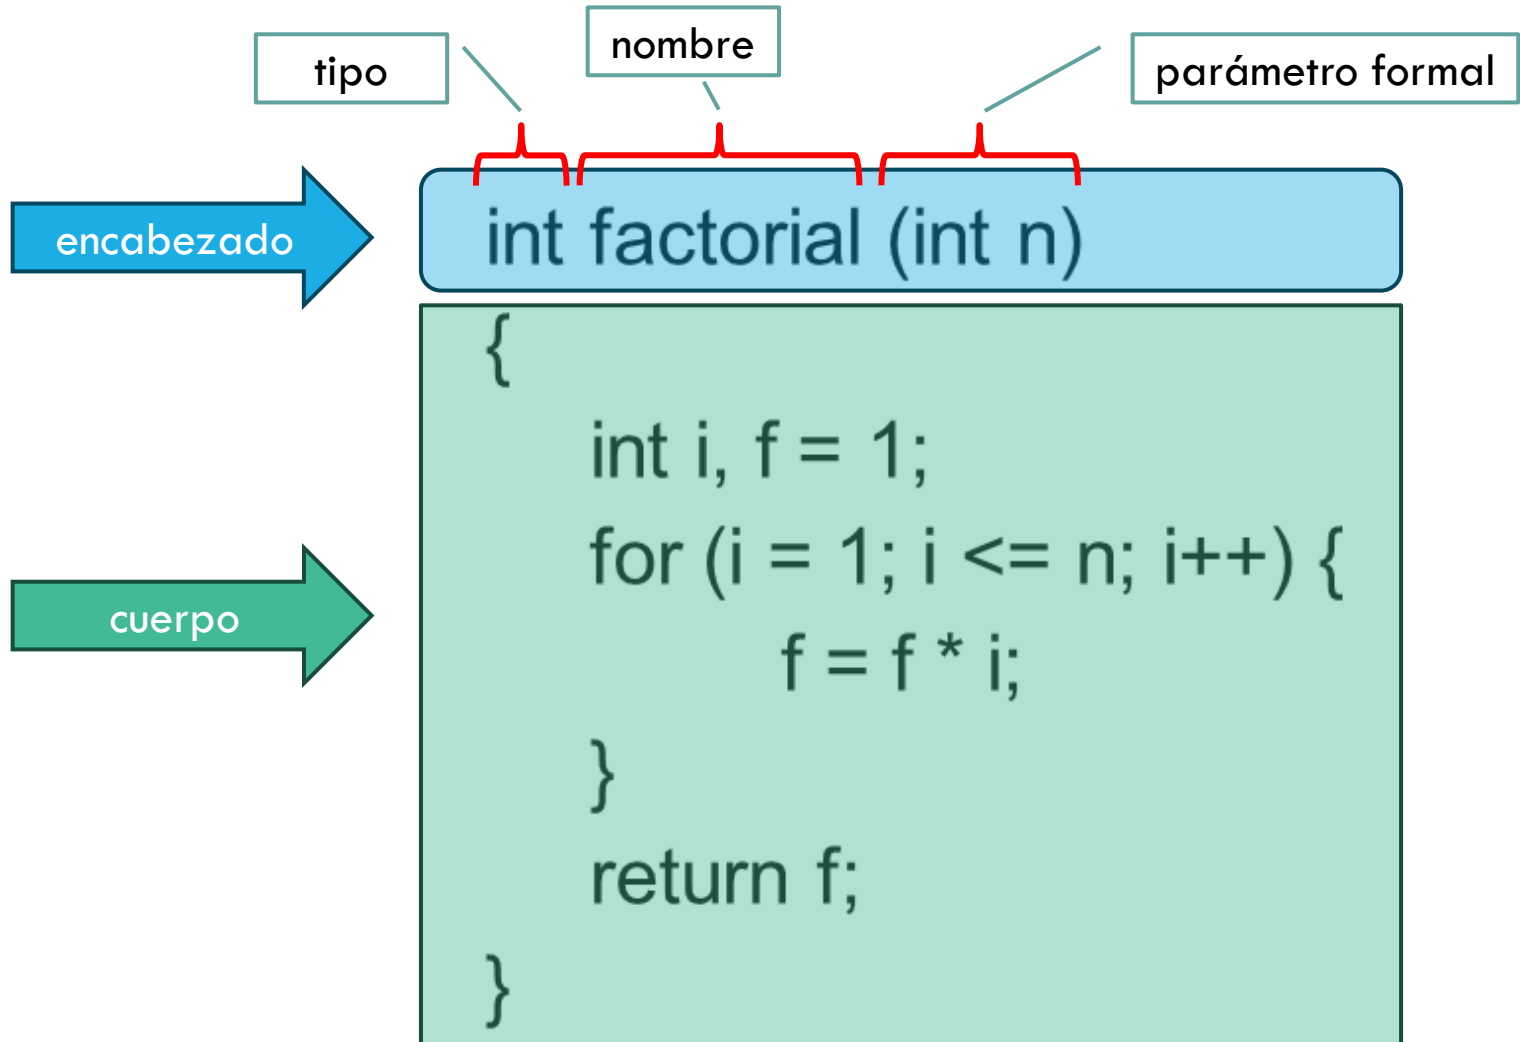 nombre
tipo
parámetro formal
encabezado
int factorial (int n)
{
int i, f = 1;
for (i = 1; i <= n; i++) {
f = f * i;
cuerpo
}
return f;
}